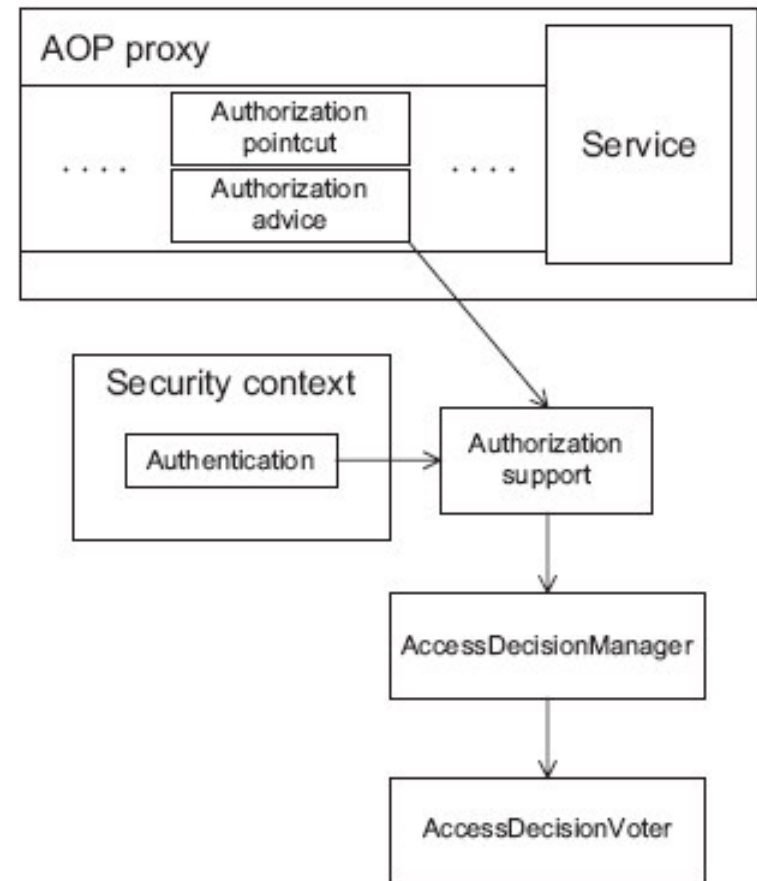 AOP proxy
Authorization
pointcut
. . . .
Authorization
advice
. . . .
Service
Security context
Authentication
Authorization
support
AccessDecisionManager
AccessDecisionVoter